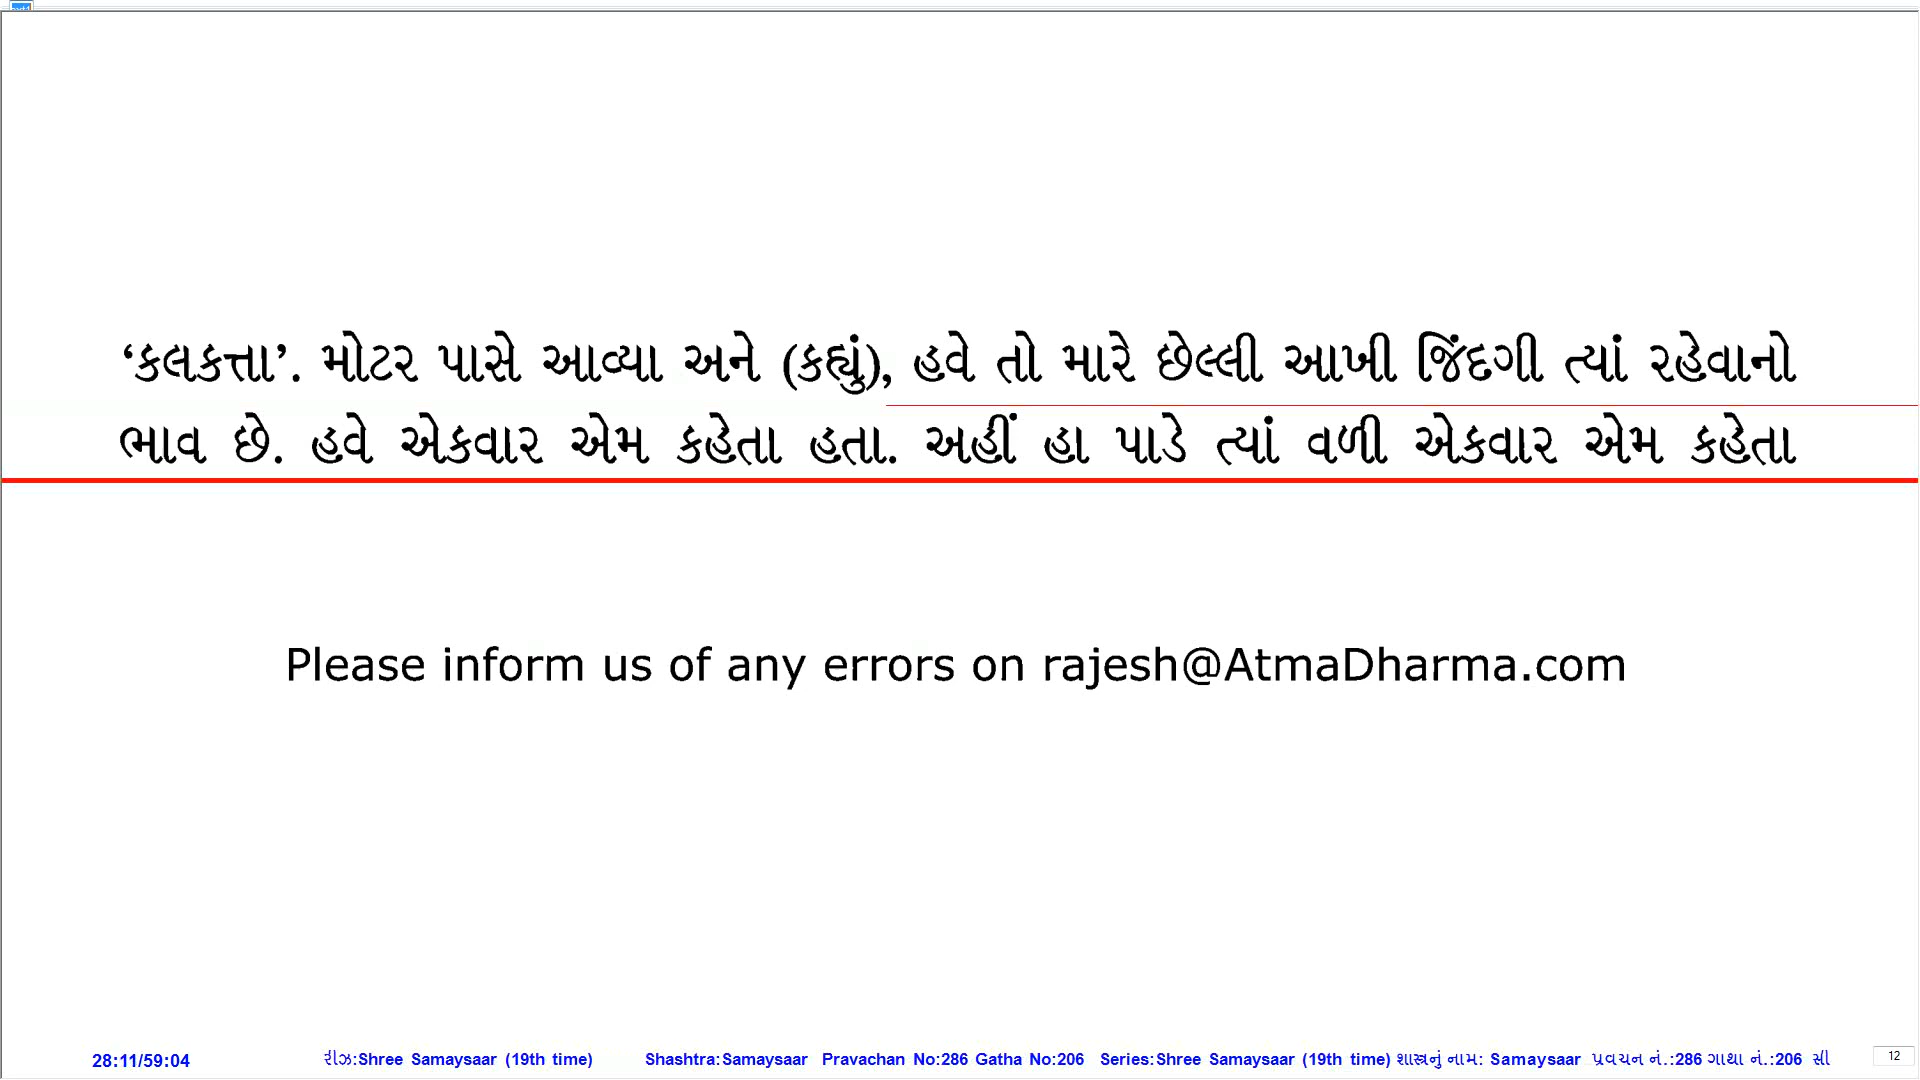 ‘કલકત્તા’. મોટર પાસે આવ્યા અને (કહ્યું), હવે તો મારે છેલ્લી આખી જિંદગી ત્યાં રહેવાનો
ભાવ છે. હવે એકવાર એમ કહેતા હતા. અહીં હા પાડે ત્યાં વળી એકવાર એમ કહેતા
Please inform us of any errors on rajesh@AtmaDharma.com
28:11/59:04 રીઝ:Shree Samaysaar (19th time) Shashtra:Samaysaar Pravachan No:286 Gatha No:206 Series:Shree Samaysaar (19th time) શાસ્ત્રનું નામ: Samaysaar પ્રવચન નં.:286 ગાથા નં.:206 સી 12